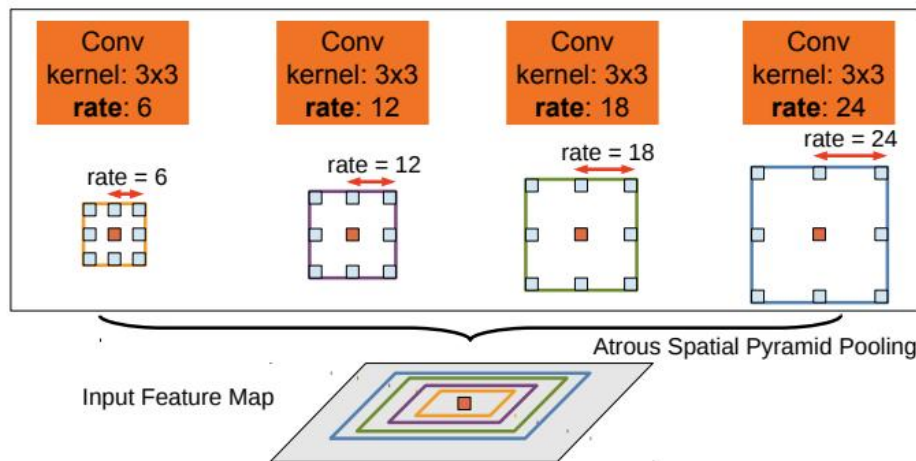 Conv
kernel: 3x3
rate: 6
Conv
kernel: 3x3
rate: 12
Conv
kernel: 3x3
rate: 18
Conv
kernel: 3x3
rate: 24
rate = 6
rate = 12
rate = 18
rate = 24
Atrous Spatial Pyramid Pooling
Input Feature Map